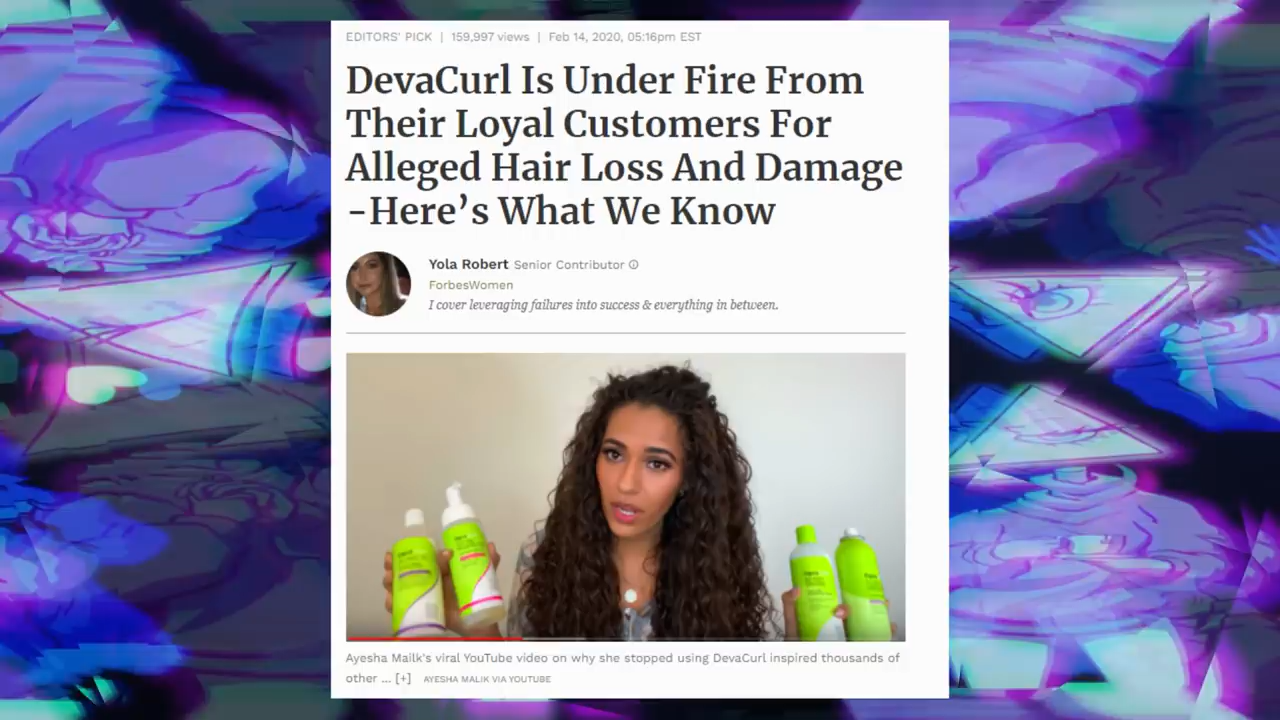 EDITORS' PICK | 159,997 views | Feb 14, 2020, 05:16pm EST
DevaCurl Is Under Fire From
Their Loyal Customers For
Alleged Hair Loss And Damage
–Here’s What We Know
Yola Robert Senior Contributor
ForbesWomen
I cover leveraging failures into success & everything in between.
Ayesha Mailk's viral YouTube video on why she stopped using DevaCurl inspired thousands of
other ... [+] AYESHA MALIK VIA YOUTUBE